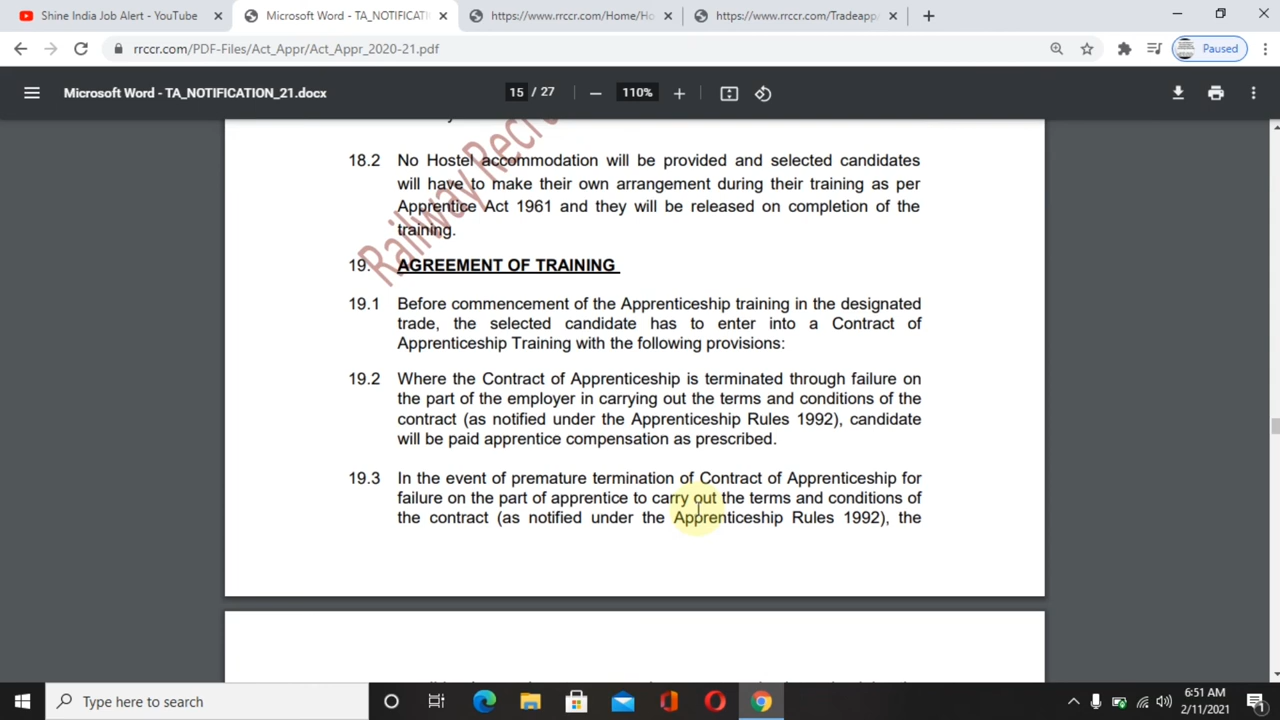 Shine India Job Alert - YouTube
Microsoft Word - TA_NOTIFICATI
https://www.rrccr.com/Home/Ho
https://www.rrccr.com/Tradeapp
rrccr.com/PDF-Files/Act_Appr/Act_Appr_2020-21.pdf
Paused
Microsoft Word - TA_NOTIFICATION_21.docx
15 / 27
110%
18.2 No Hostel accommodation will be provided and selected candidates
will have to make their own arrangement during their training as per
Apprentice Act 1961 and they will be released on completion of the
training.
Railway Recru
19. AGREEMENT OF TRAINING
19.1 Before commencement of the Apprenticeship training in the designated
trade, the selected candidate has to enter into a Contract of
Apprenticeship Training with the following provisions:
19.2 Where the Contract of Apprenticeship is terminated through failure on
the part of the employer in carrying out the terms and conditions of the
contract (as notified under the Apprenticeship Rules 1992), candidate
will be paid apprentice compensation as prescribed.
19.3 In the event of premature termination of Contract of Apprenticeship for
failure on the part of apprentice to carry out the terms and conditions of
the contract (as notified under the Apprenticeship Rules 1992), the
Type here to search
6:51 AM
2/11/2021
1